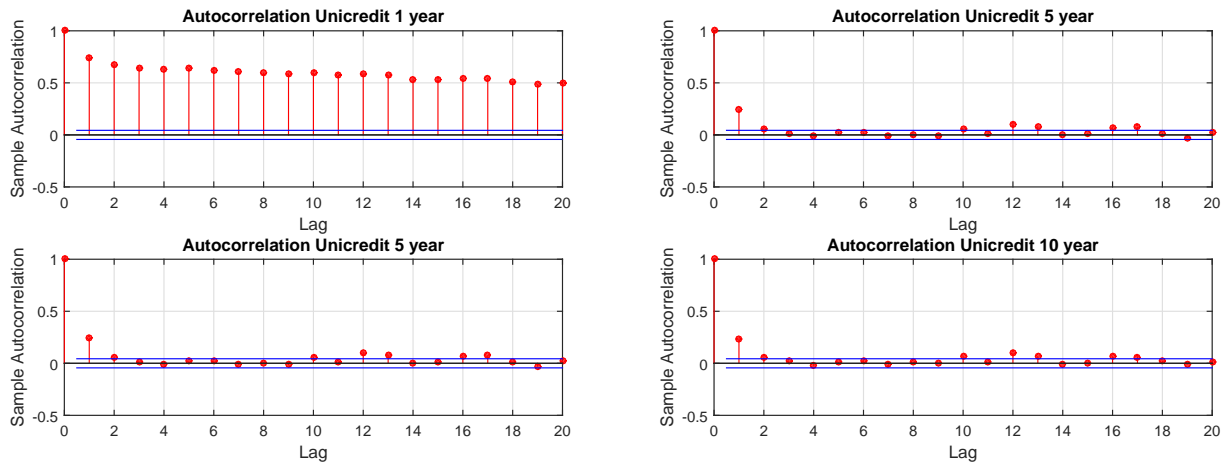 Autocorrelation Unicredit 1 year
Sample Autocorrelation
1
0.5
0
-0.5
0 2 4 6 8 10 12 14 16 18 20
Lag
Autocorrelation Unicredit 5 year
Sample Autocorrelation
1
0.5
0
-0.5
0 2 4 6 8 10 12 14 16 18 20
Lag
Autocorrelation Unicredit 5 year
Sample Autocorrelation
1
0.5
0
-0.5
0 2 4 6 8 10 12 14 16 18 20
Lag
Autocorrelation Unicredit 10 year
Sample Autocorrelation
1
0.5
0
-0.5
0 2 4 6 8 10 12 14 16 18 20
Lag